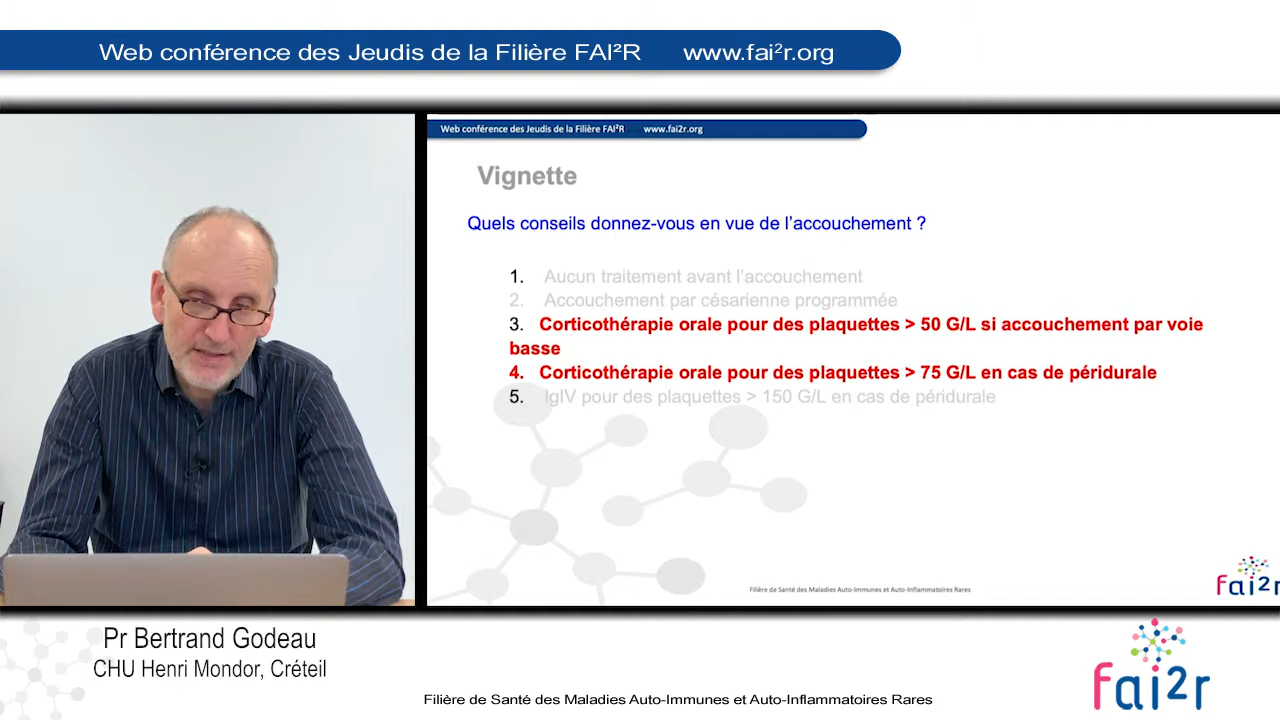 Web conférence des Jeudis de la Filière FAI²R www.fai²r.org
Web conférence des Jeudis de la Filière FAI²R www.fai2r.org
Vignette
Quels conseils donnez-vous en vue de l'accouchement ?
1. Aucun traitement avant l'accouchement
2. Accouchement par césarienne programmée
3. Corticothérapie orale pour des plaquettes > 50 G/L si accouchement par voie
basse
4. Corticothérapie orale pour des plaquettes > 75 G/L en cas de péridurale
5. IgIV pour des plaquettes > 150 G/L en cas de péridurale
Filière de Santé des Maladies Auto-Immunes et Auto-Inflammatoires Rares
fai2r
Pr Bertrand Godeau
CHU Henri Mondor, Créteil
Filière de Santé des Maladies Auto-Immunes et Auto-Inflammatoires Rares
fai2r